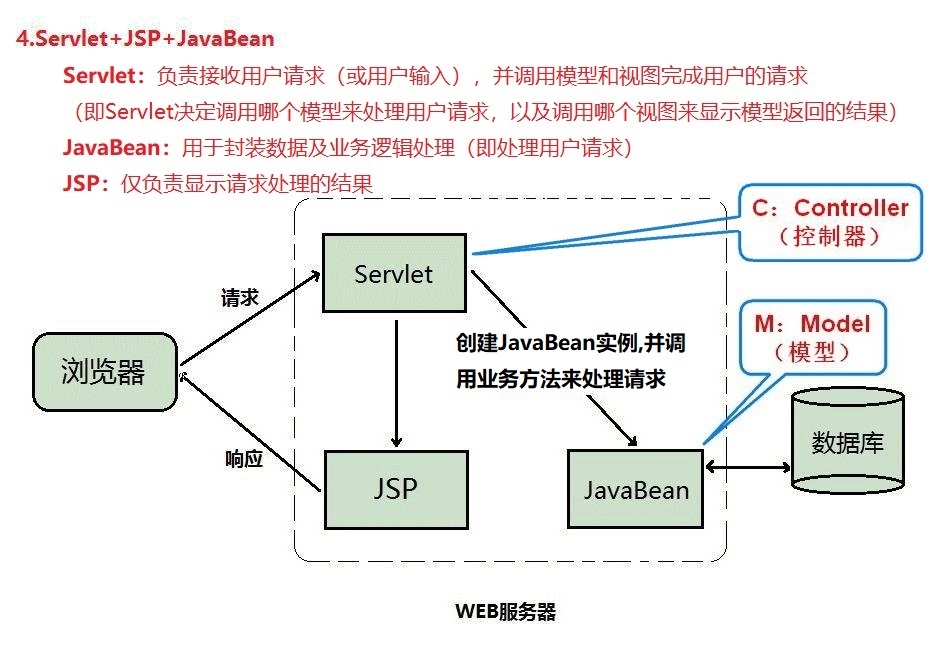 4.Servlet+JSP+JavaBean
Servlet：负责接收用户请求（或用户输入），并调用模型和视图完成用户的请求
（即Servlet决定调用哪个模型来处理用户请求，以及调用哪个视图来显示模型返回的结果）
JavaBean：用于封装数据及业务逻辑处理（即处理用户请求）
JSP：仅负责显示请求处理的结果
C：Controller
（控制器）
Servlet
请求
M：Model
（模型）
创建JavaBean实例,并调
用业务方法来处理请求
浏览器
数据库
响应
JSP
JavaBean
WEB服务器